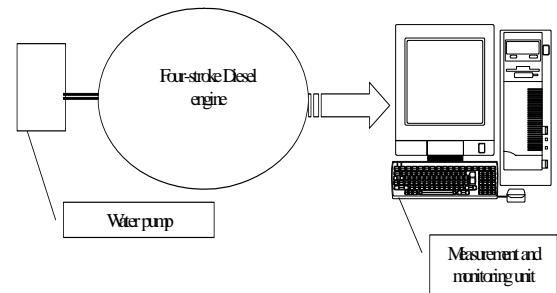 Four-stroke Diesel
engine
Water pump
Measurement and
monitoring unit